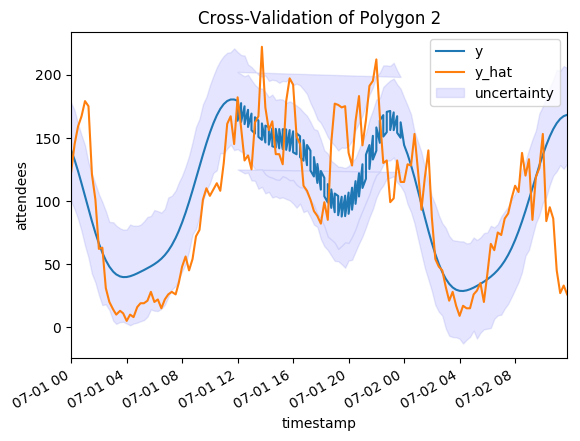 Cross-Validation of Polygon 2
y
y_hat
uncertainty
attendees
200
150
100
50
0
07-01 00
07-01 04
07-01 08
07-01 12
07-01 16
07-01 20
07-02 00
07-02 04
07-02 08
timestamp